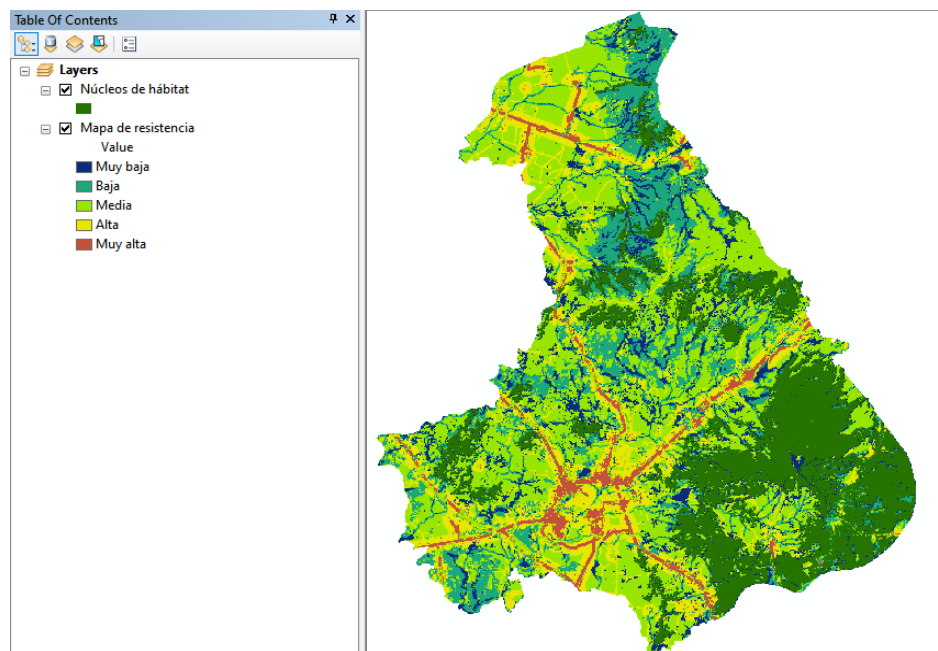 Table Of Contents
Layers
Núcleos de hábitat
Mapa de resistencia
Value
Muy baja
Baja
Media
Alta
Muy alta